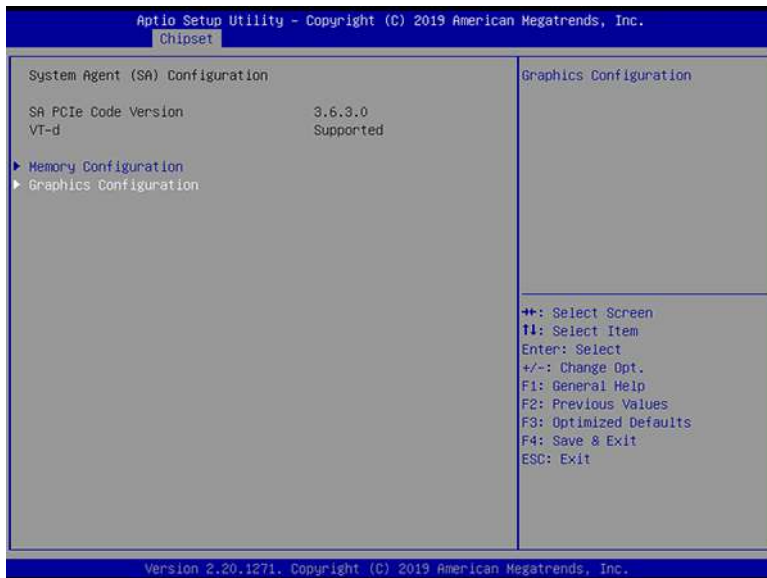 Aptio Setup Utility – Copyright (C) 2019 American Megatrends, Inc.
Chipset
System Agent (SA) Configuration
SA PCIe Code Version 3.6.3.0
VT-d Supported
Memory Configuration
Graphics Configuration
Graphics Configuration
→←: Select Screen
↑↓: Select Item
Enter: Select
+/-: Change Opt.
F1: General Help
F2: Previous Values
F3: Optimized Defaults
F4: Save & Exit
ESC: Exit
Version 2.20.1271. Copyright (C) 2019 American Megatrends, Inc.